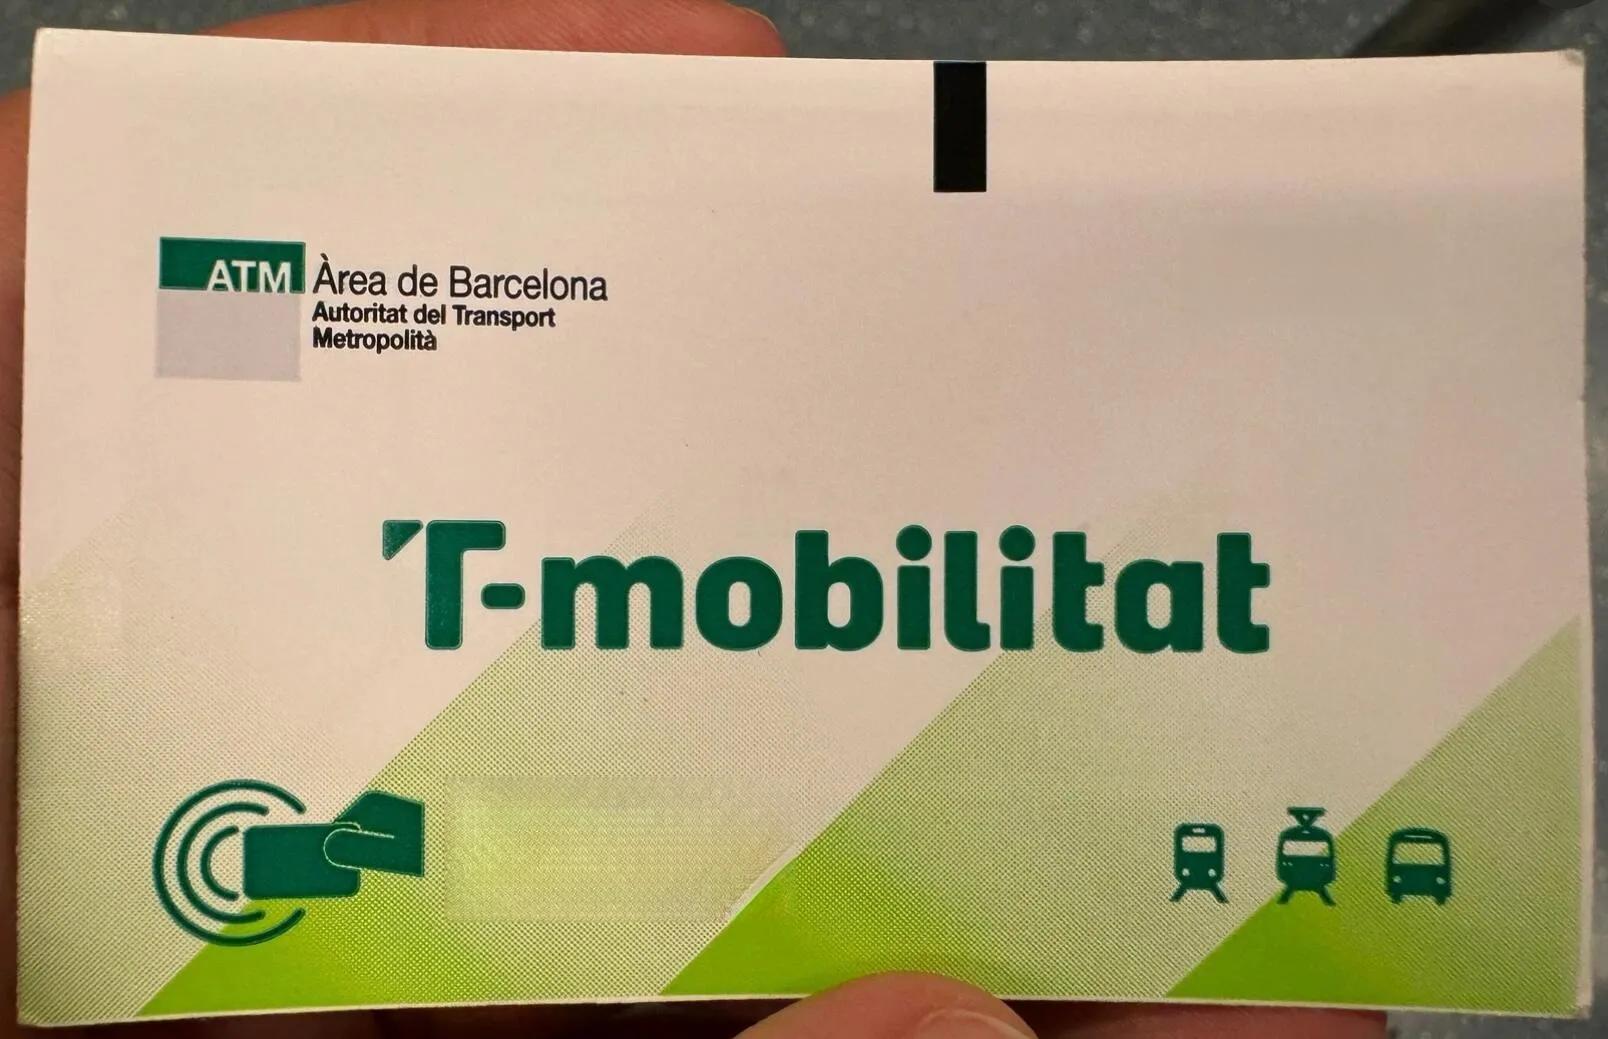 ATM Àrea de Barcelona
Autoritat del Transport
Metropolità
T-mobilitat